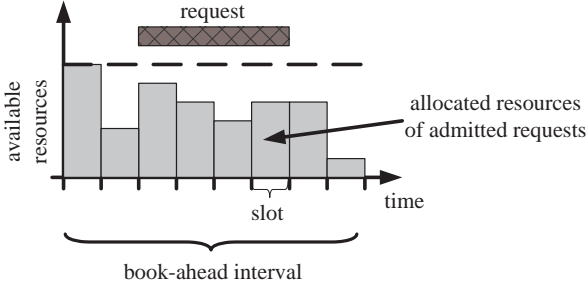 request
available
resources
allocated resources
of admitted requests
time
slot
book-ahead interval